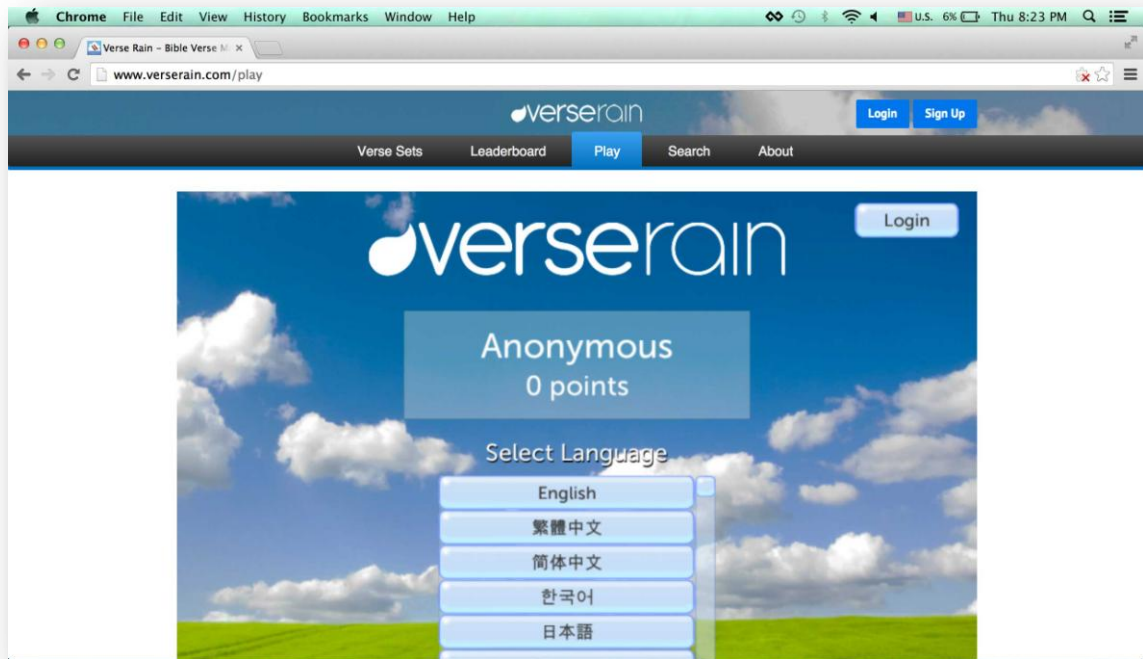 Chrome File Edit View History Bookmarks Window Help U.S. 6% Thu 8:23 PM
Verse Rain – Bible Verse M
www.verserain.com/play
verserain Login Sign Up
Verse Sets Leaderboard Play Search About
verserain
Login
Anonymous
0 points
Select Language
English
繁體中文
简体中文
한국어
日本語